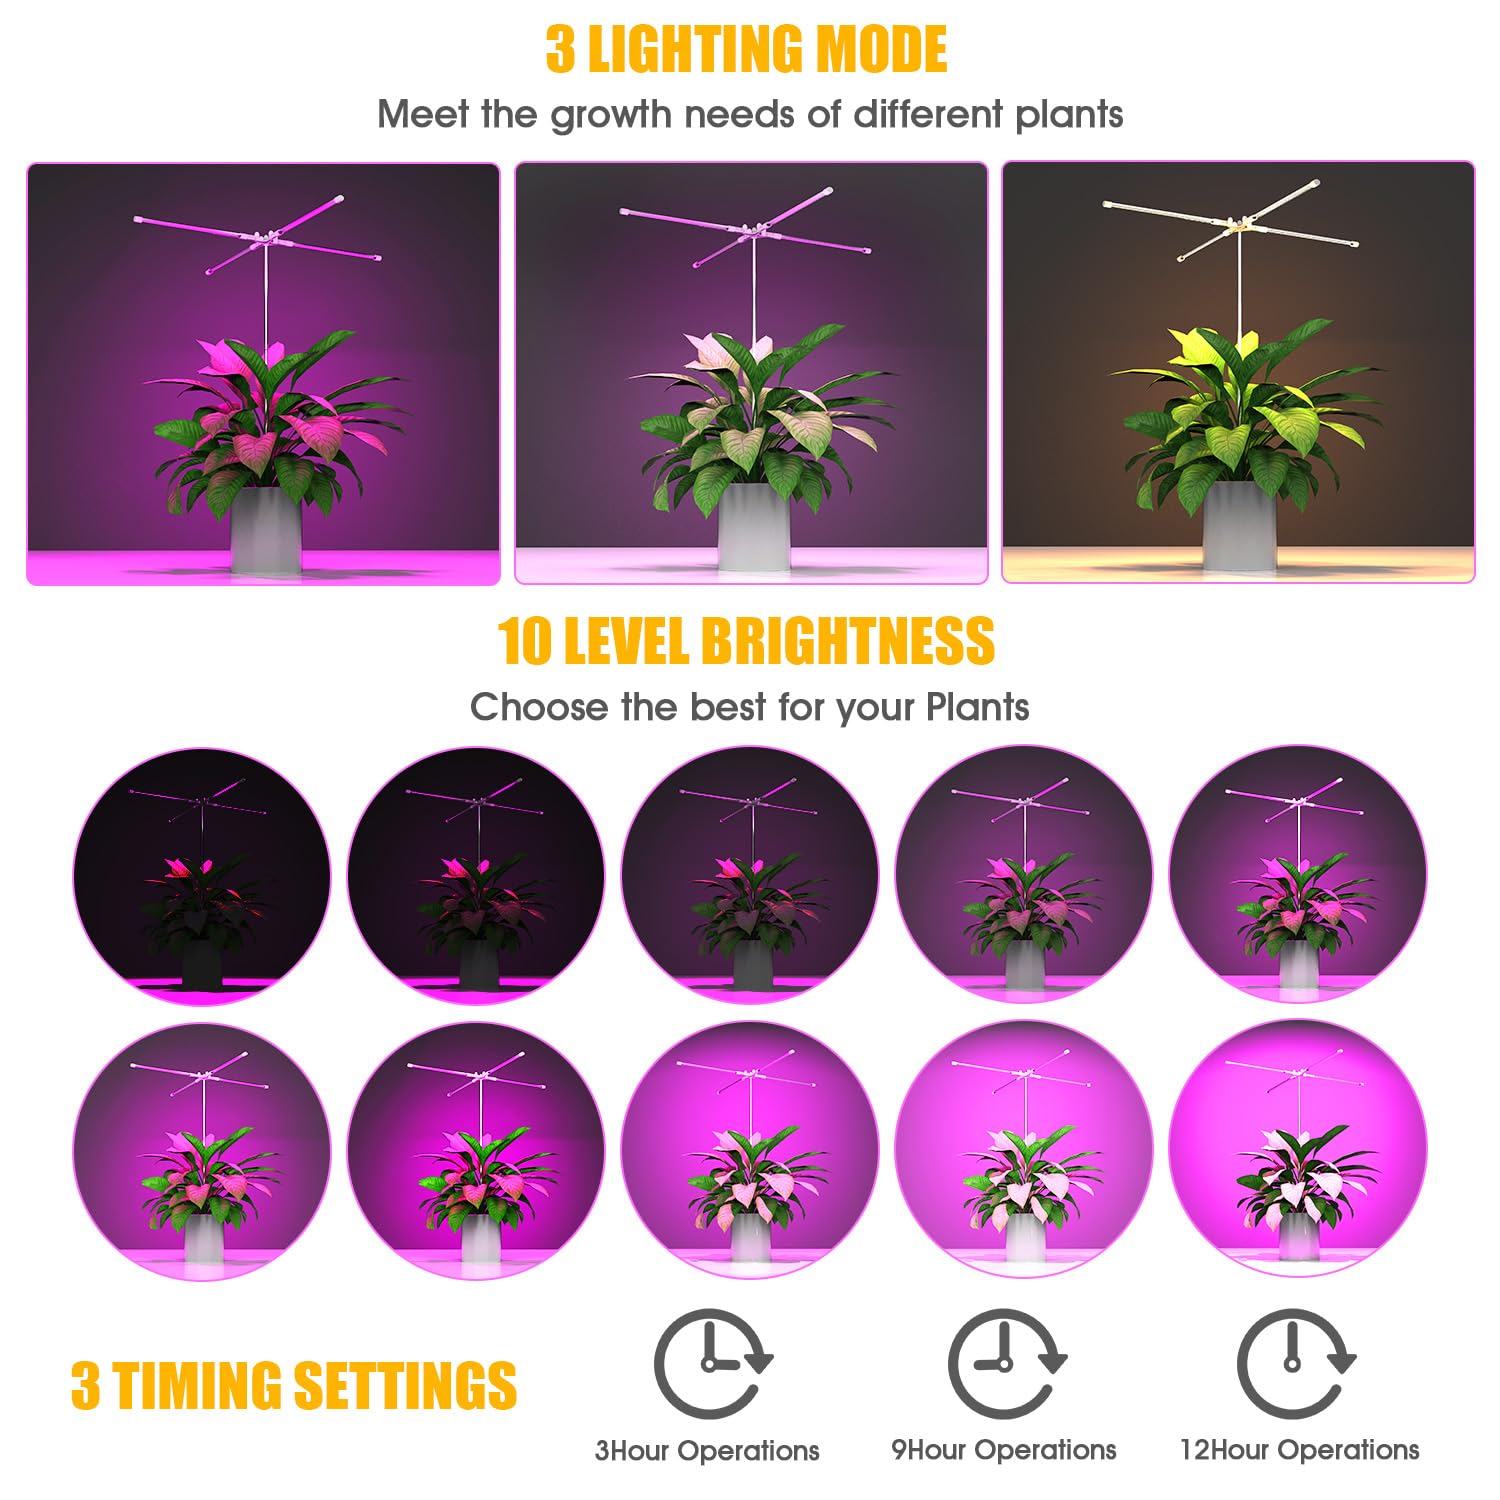 3 LIGHTING MODE
Meet the growth needs of different plants
10 LEVEL BRIGHTNESS
Choose the best for your Plants
3 TIMING SETTINGS
3Hour Operations
9Hour Operations
12Hour Operations